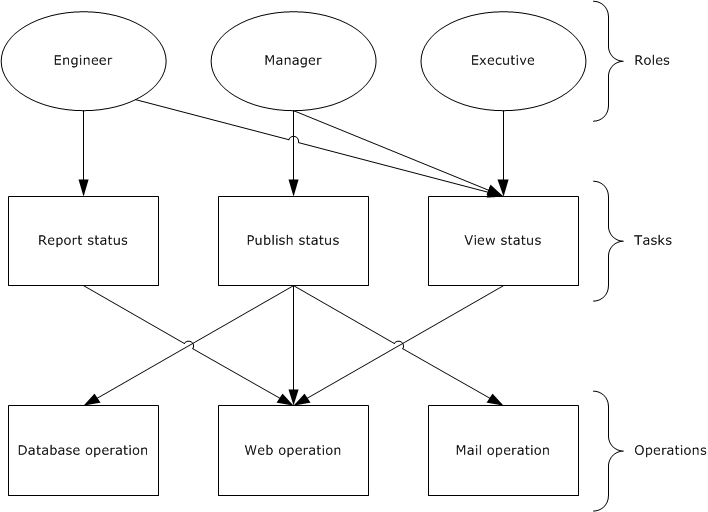 Engineer
Manager
Executive
Roles
Report status
Publish status
View status
Tasks
Database operation
Web operation
Mail operation
Operations